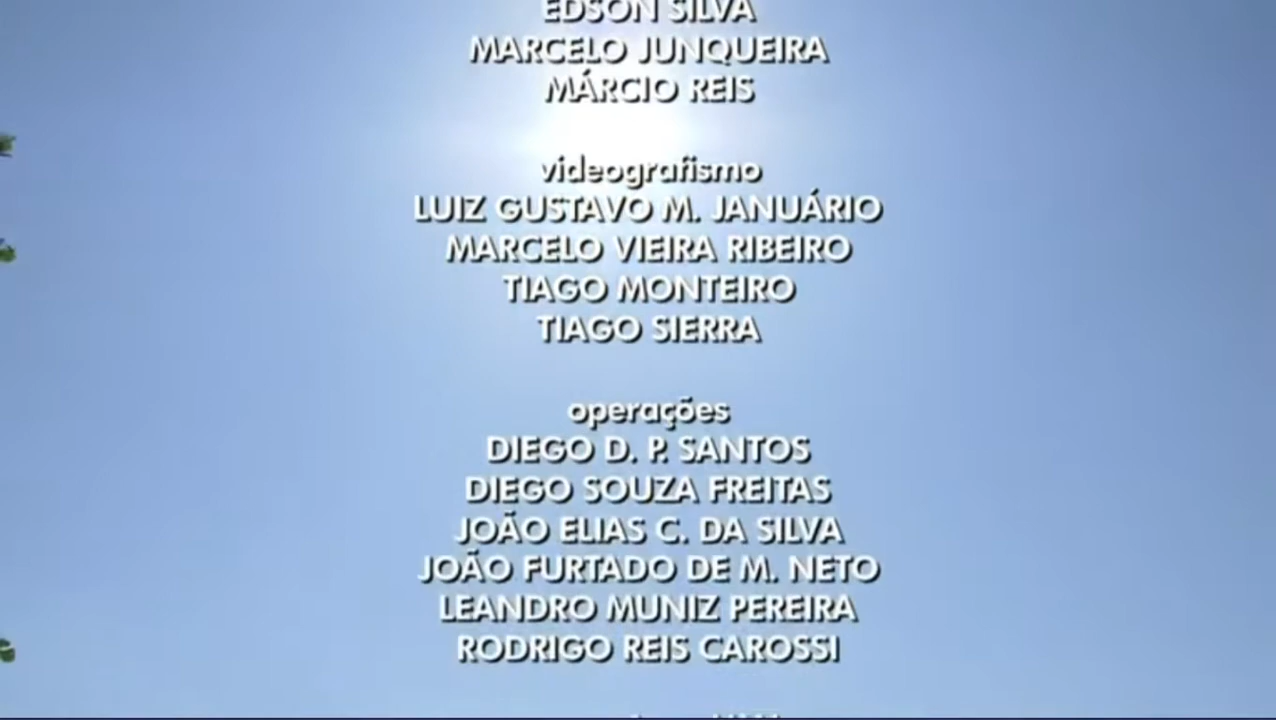 EDSON SILVA
MARCELO JUNQUEIRA
MÁRCIO REIS
videografismo
LUIZ GUSTAVO M. JANUÁRIO
MARCELO VIEIRA RIBEIRO
TIAGO MONTEIRO
TIAGO SIERRA
operações
DIEGO D. P. SANTOS
DIEGO SOUZA FREITAS
JOÃO ELIAS C. DA SILVA
JOÃO FURTADO DE M. NETO
LEANDRO MUNIZ PEREIRA
RODRIGO REIS CAROSSI